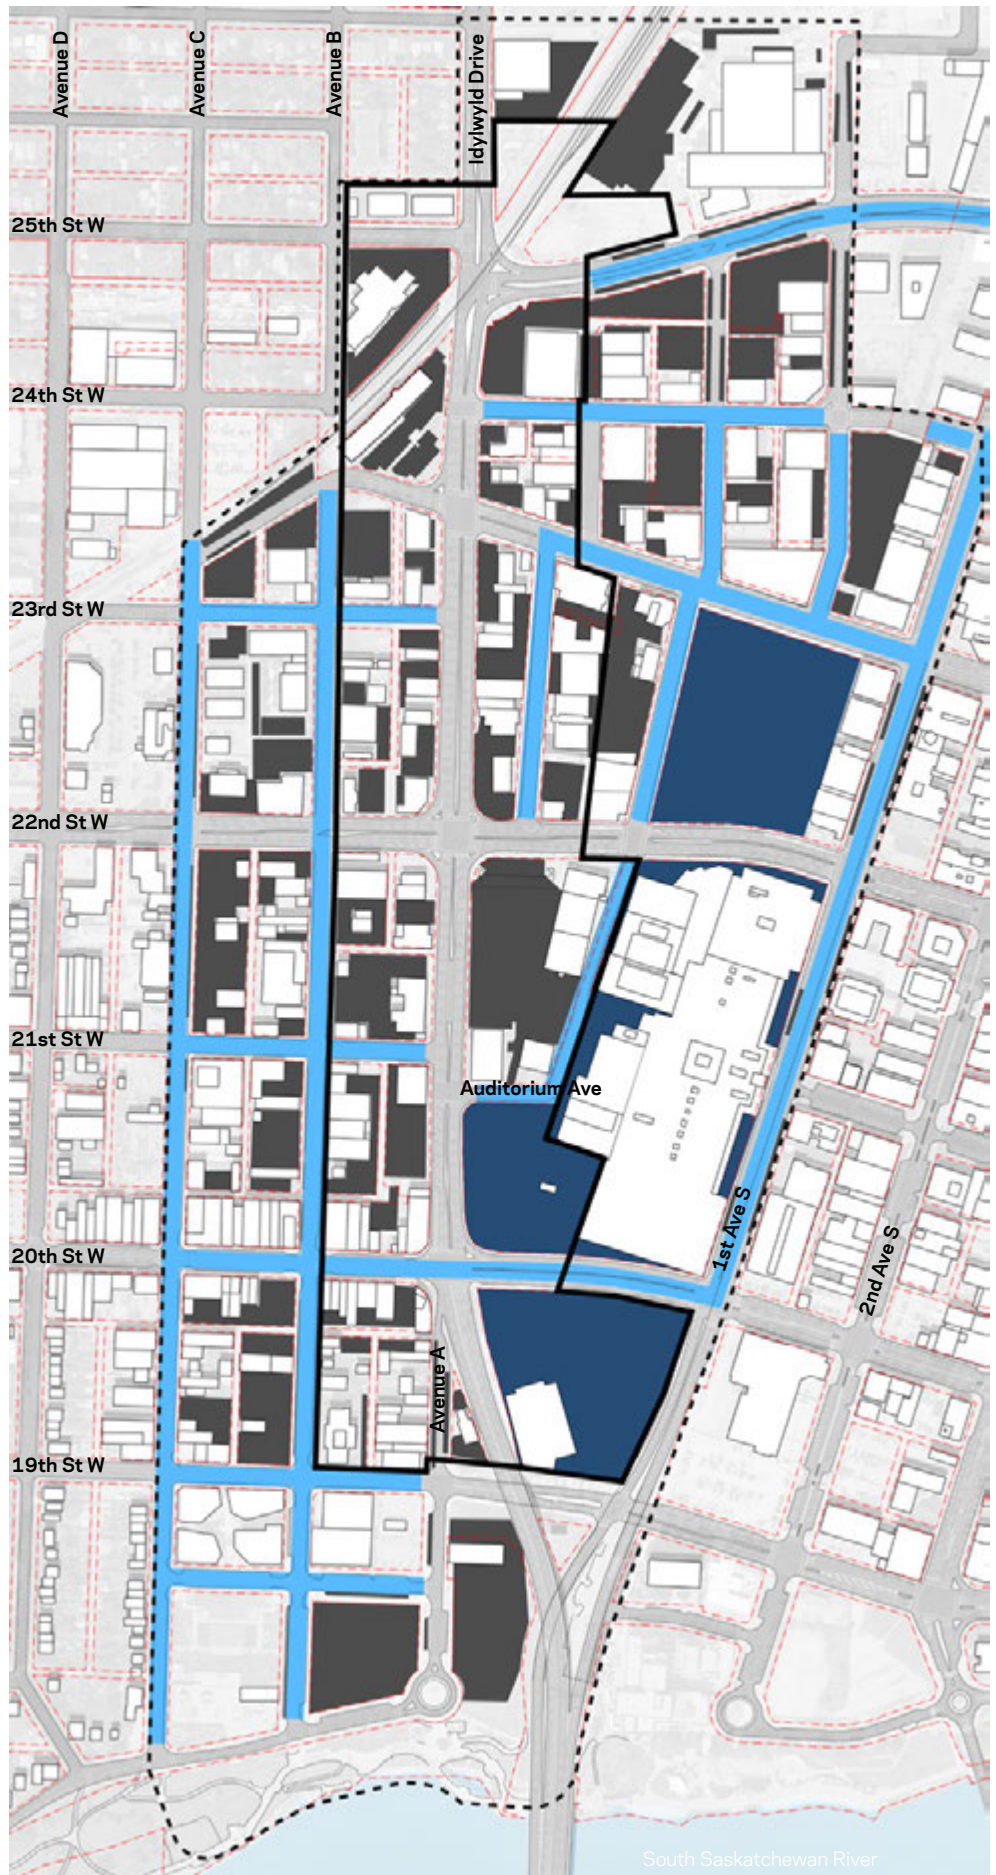 Avenue D
Avenue C
Avenue B
Idylwyld Drive
25th St W
24th St W
23rd St W
22nd St W
21st St W
Auditorium Ave
20th St W
1st Ave S
2nd Ave S
Avenue A
19th St W
South Saskatchewan River